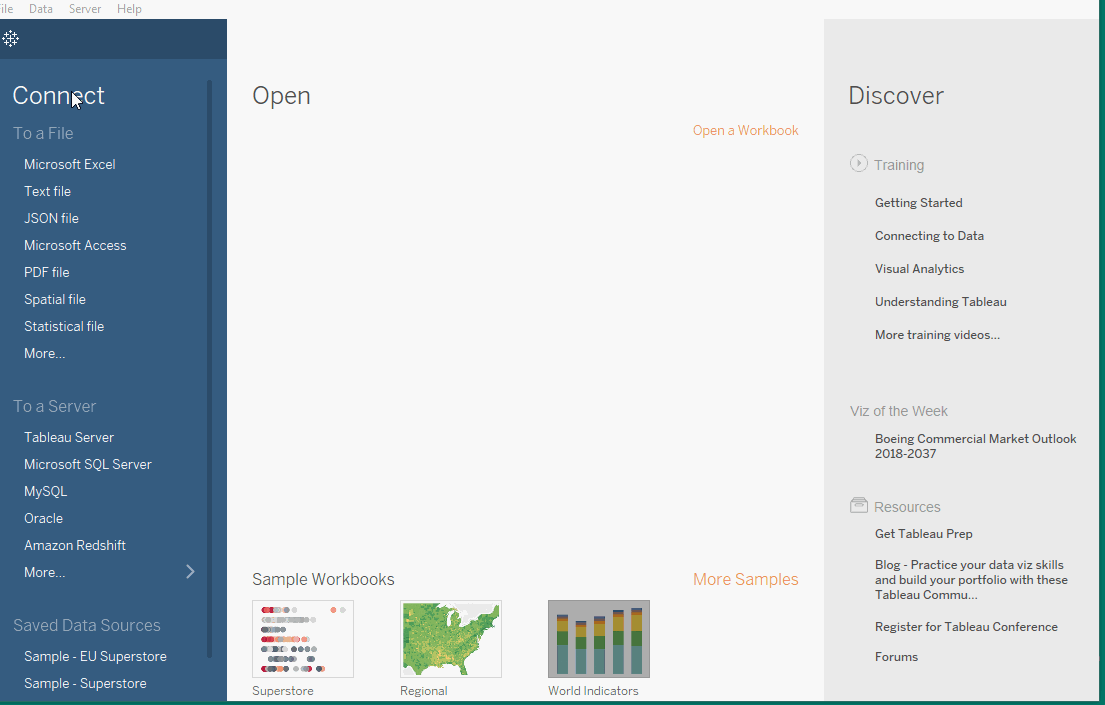 ile Data Server Help
Connect
To a File
Microsoft Excel
Text file
JSON file
Microsoft Access
PDF file
Spatial file
Statistical file
More...
To a Server
Tableau Server
Microsoft SQL Server
MySQL
Oracle
Amazon Redshift
More...
Saved Data Sources
Sample - EU Superstore
Sample - Superstore
Open
Open a Workbook
Sample Workbooks
More Samples
Superstore
Regional
World Indicators
Discover
Training
Getting Started
Connecting to Data
Visual Analytics
Understanding Tableau
More training videos...
Viz of the Week
Boeing Commercial Market Outlook
2018-2037
Resources
Get Tableau Prep
Blog - Practice your data viz skills
and build your portfolio with these
Tableau Commu...
Register for Tableau Conference
Forums